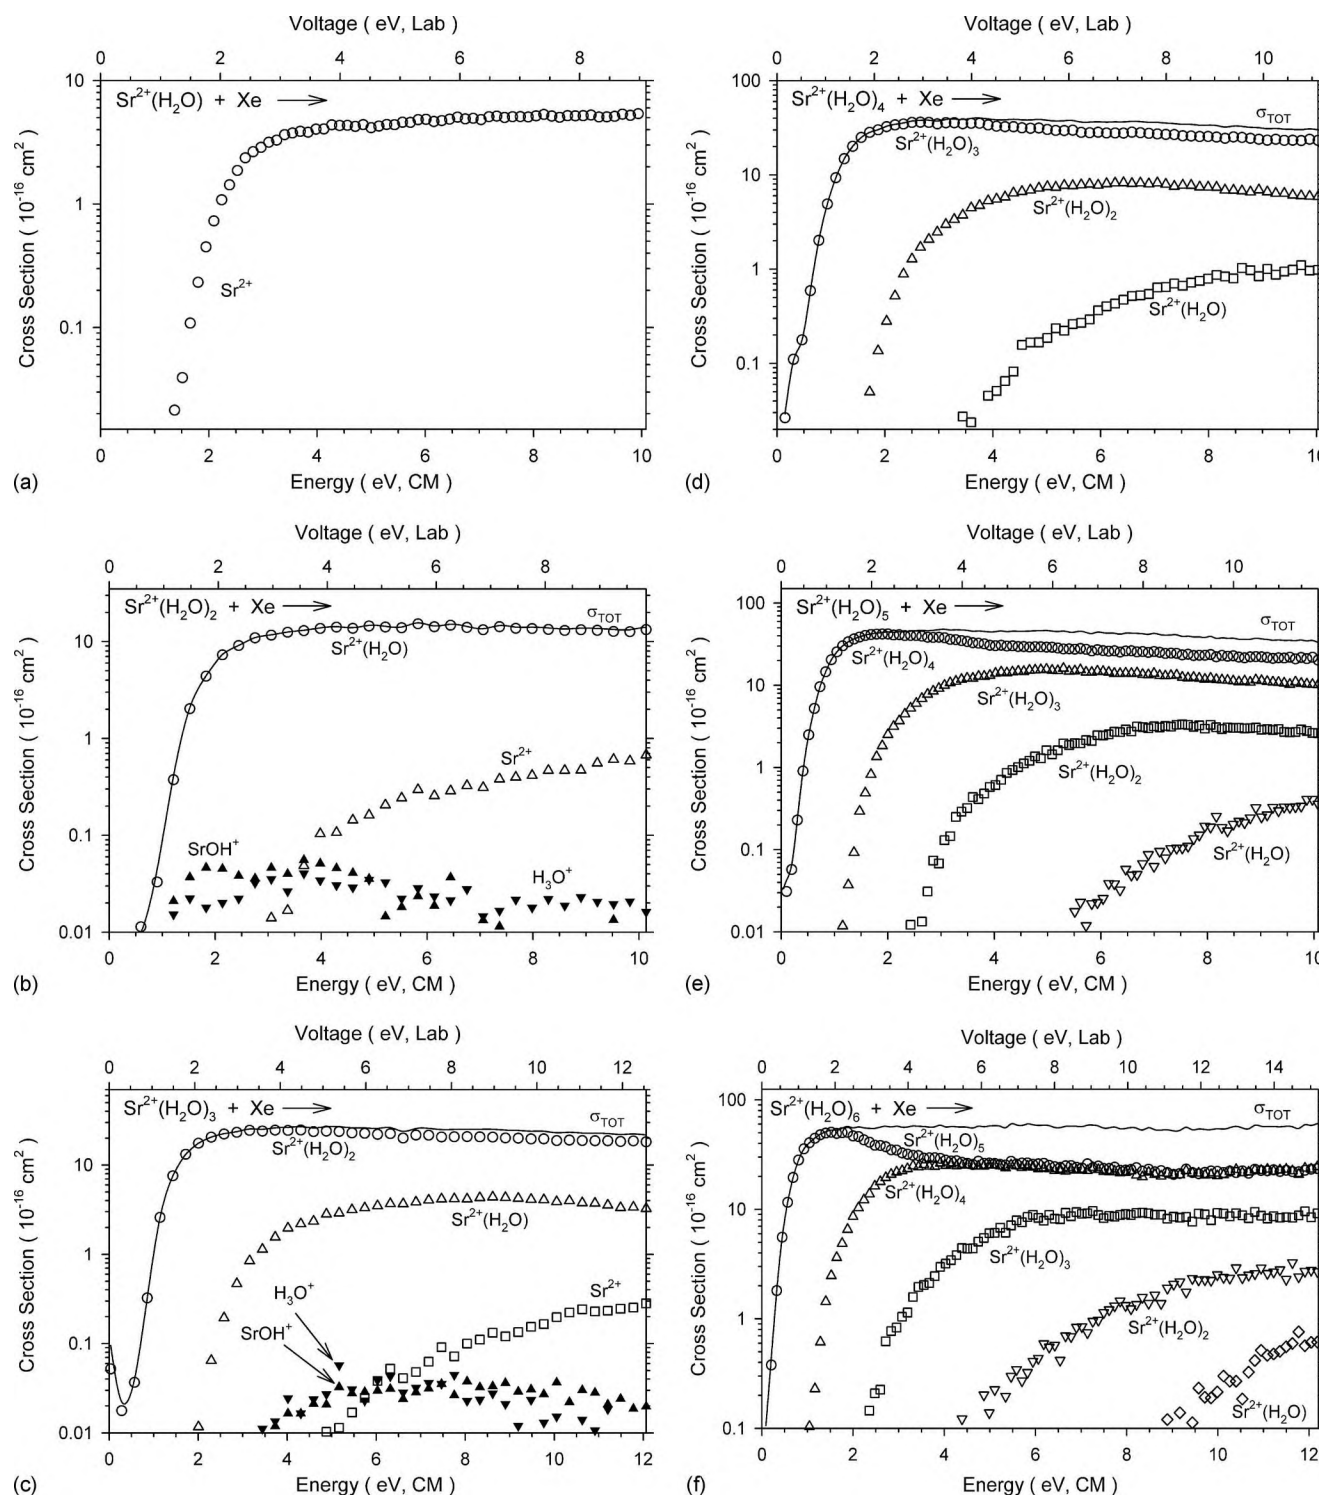 Voltage ( eV, Lab )
0 2 4 6 8
Sr²⁺(H₂O) + Xe
10
1
0.1
Cross Section ( 10⁻¹⁶ cm² )
Sr²⁺
0 2 4 6 8 10
Energy ( eV, CM )
(a)
Voltage ( eV, Lab )
0 2 4 6 8
Sr²⁺(H₂O)₂ + Xe
σTOT
10
1
0.1
0.01
Cross Section ( 10⁻¹⁶ cm² )
Sr²⁺(H₂O)
Sr²⁺
SrOH⁺
H₃O⁺
0 2 4 6 8 10
Energy ( eV, CM )
(b)
Voltage ( eV, Lab )
0 2 4 6 8 10 12
Sr²⁺(H₂O)₃ + Xe
σTOT
10
1
0.1
0.01
Cross Section ( 10⁻¹⁶ cm² )
Sr²⁺(H₂O)₂
Sr²⁺(H₂O)
Sr²⁺
H₃O⁺
SrOH⁺
0 2 4 6 8 10 12
Energy ( eV, CM )
(c)
Voltage ( eV, Lab )
0 2 4 6 8 10
Sr²⁺(H₂O)₄ + Xe
σTOT
100
10
1
0.1
Cross Section ( 10⁻¹⁶ cm² )
Sr²⁺(H₂O)₃
Sr²⁺(H₂O)₂
Sr²⁺(H₂O)
0 2 4 6 8 10
Energy ( eV, CM )
(d)
Voltage ( eV, Lab )
0 2 4 6 8 10
Sr²⁺(H₂O)₅ + Xe
σTOT
100
10
1
0.1
0.01
Cross Section ( 10⁻¹⁶ cm² )
Sr²⁺(H₂O)₄
Sr²⁺(H₂O)₃
Sr²⁺(H₂O)₂
Sr²⁺(H₂O)
0 2 4 6 8 10
Energy ( eV, CM )
(e)
Voltage ( eV, Lab )
0 2 4 6 8 10 12 14
Sr²⁺(H₂O)₆ + Xe
σTOT
100
10
1
0.1
Cross Section ( 10⁻¹⁶ cm² )
Sr²⁺(H₂O)₅
Sr²⁺(H₂O)₄
Sr²⁺(H₂O)₃
Sr²⁺(H₂O)₂
Sr²⁺(H₂O)
0 2 4 6 8 10 12
Energy ( eV, CM )
(f)